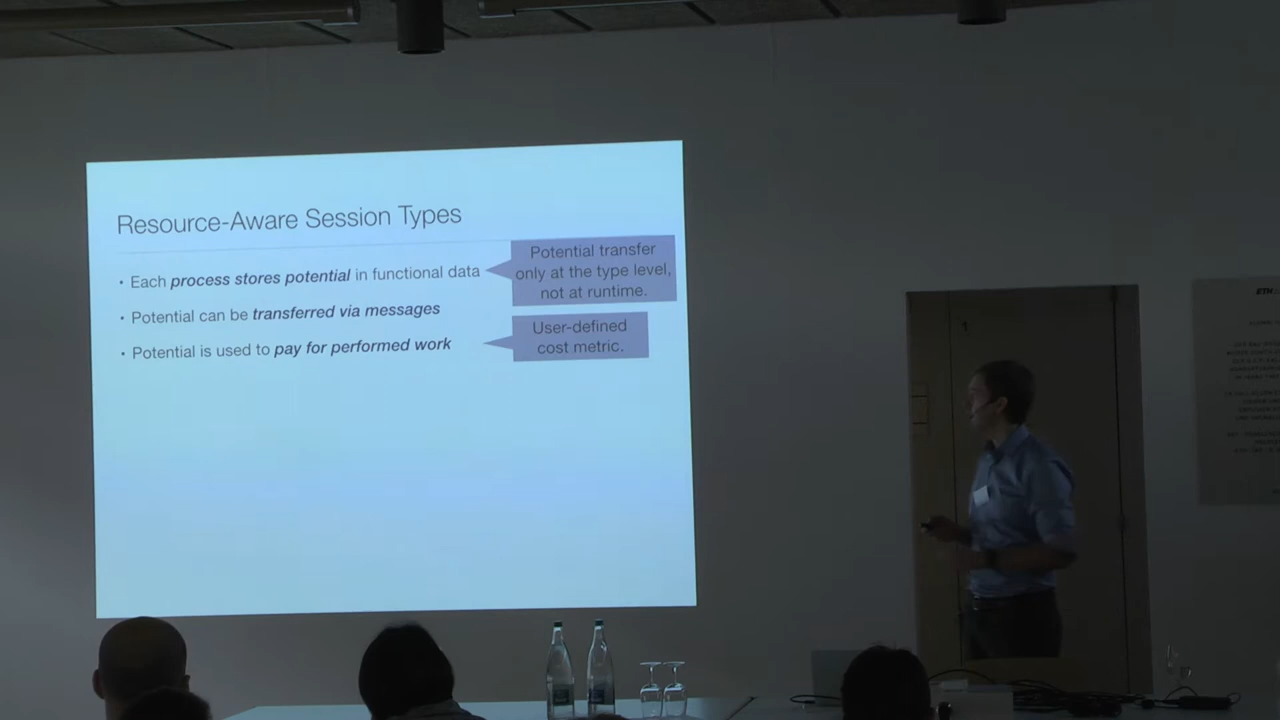 Resource-Aware Session Types
• Each process stores potential in functional data
• Potential can be transferred via messages
• Potential is used to pay for performed work
Potential transfer
only at the type level,
not at runtime.
User-defined
cost metric.
ETH